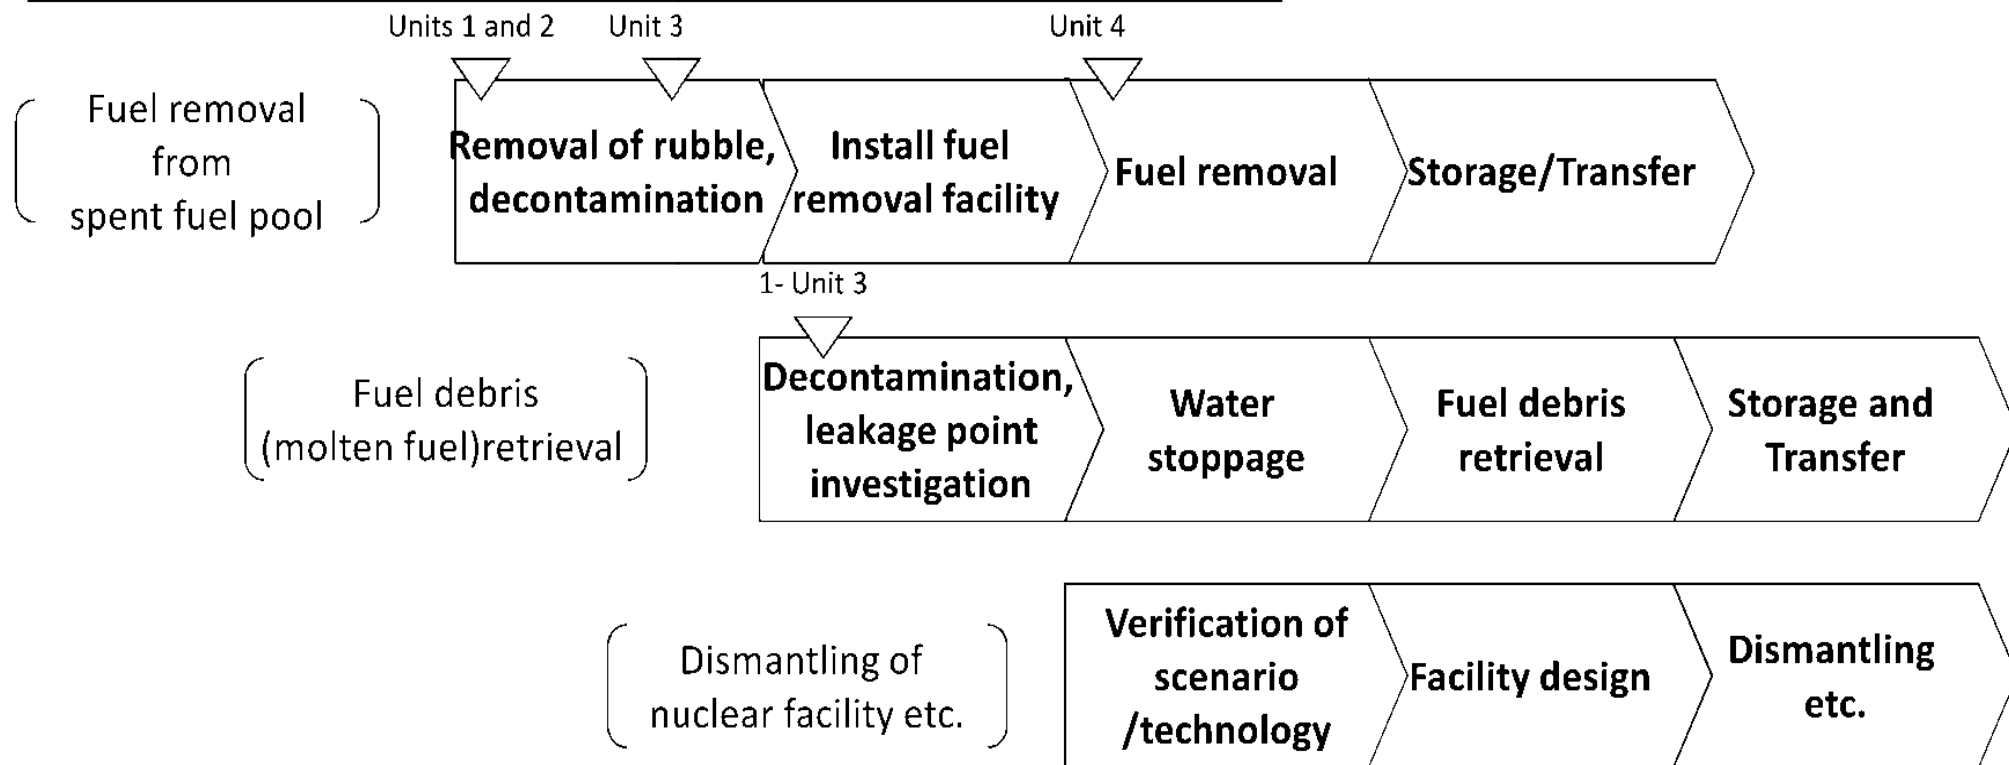 Units 1 and 2
Unit 3
Unit 4
Fuel removal
from
spent fuel pool
Removal of rubble,
decontamination
Install fuel
removal facility
Fuel removal
Storage/Transfer
1- Unit 3
Fuel debris
(molten fuel)retrieval
Decontamination,
leakage point
investigation
Water
stoppage
Fuel debris
retrieval
Storage and
Transfer
Dismantling of
nuclear facility etc.
Verification of
scenario
/technology
Facility design
Dismantling
etc.